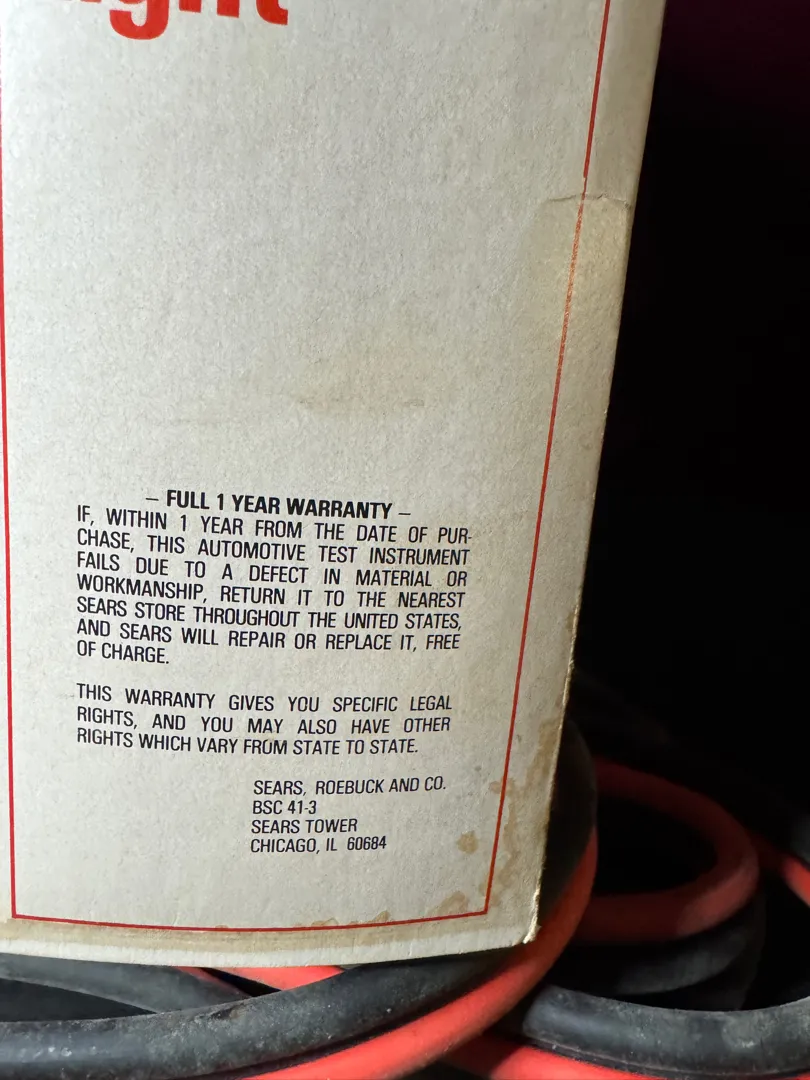 – FULL 1 YEAR WARRANTY –
IF, WITHIN 1 YEAR FROM THE DATE OF PUR-
CHASE, THIS AUTOMOTIVE TEST INSTRUMENT
FAILS DUE TO A DEFECT IN MATERIAL OR
WORKMANSHIP, RETURN IT TO THE NEAREST
SEARS STORE THROUGHOUT THE UNITED STATES,
AND SEARS WILL REPAIR OR REPLACE IT, FREE
OF CHARGE.
THIS WARRANTY GIVES YOU SPECIFIC LEGAL
RIGHTS, AND YOU MAY ALSO HAVE OTHER
RIGHTS WHICH VARY FROM STATE TO STATE.
SEARS, ROEBUCK AND CO.
BSC 41-3
SEARS TOWER
CHICAGO, IL 60684